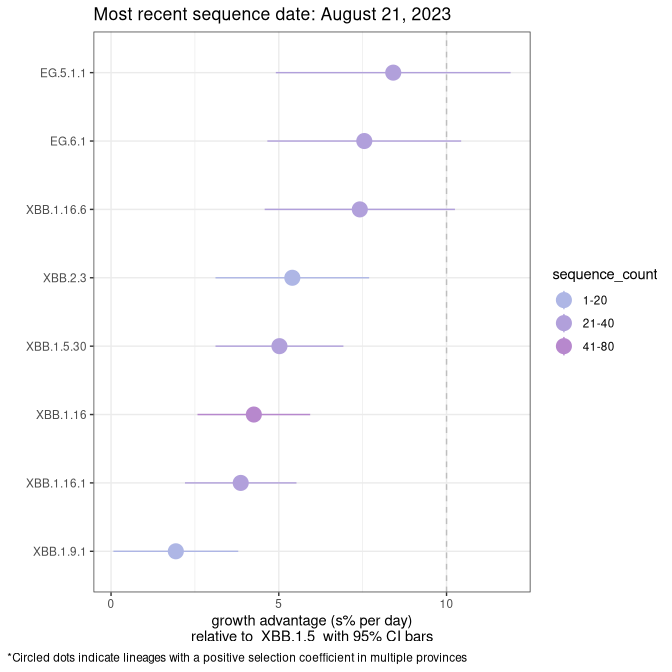 Most recent sequence date: August 21, 2023
EG.5.1.1
EG.6.1
XBB.1.16.6
XBB.2.3
XBB.1.5.30
XBB.1.16
XBB.1.16.1
XBB.1.9.1
0 5 10
growth advantage (s% per day)
relative to XBB.1.5 with 95% CI bars
sequence_count
1-20
21-40
41-80
*Circled dots indicate lineages with a positive selection coefficient in multiple provinces